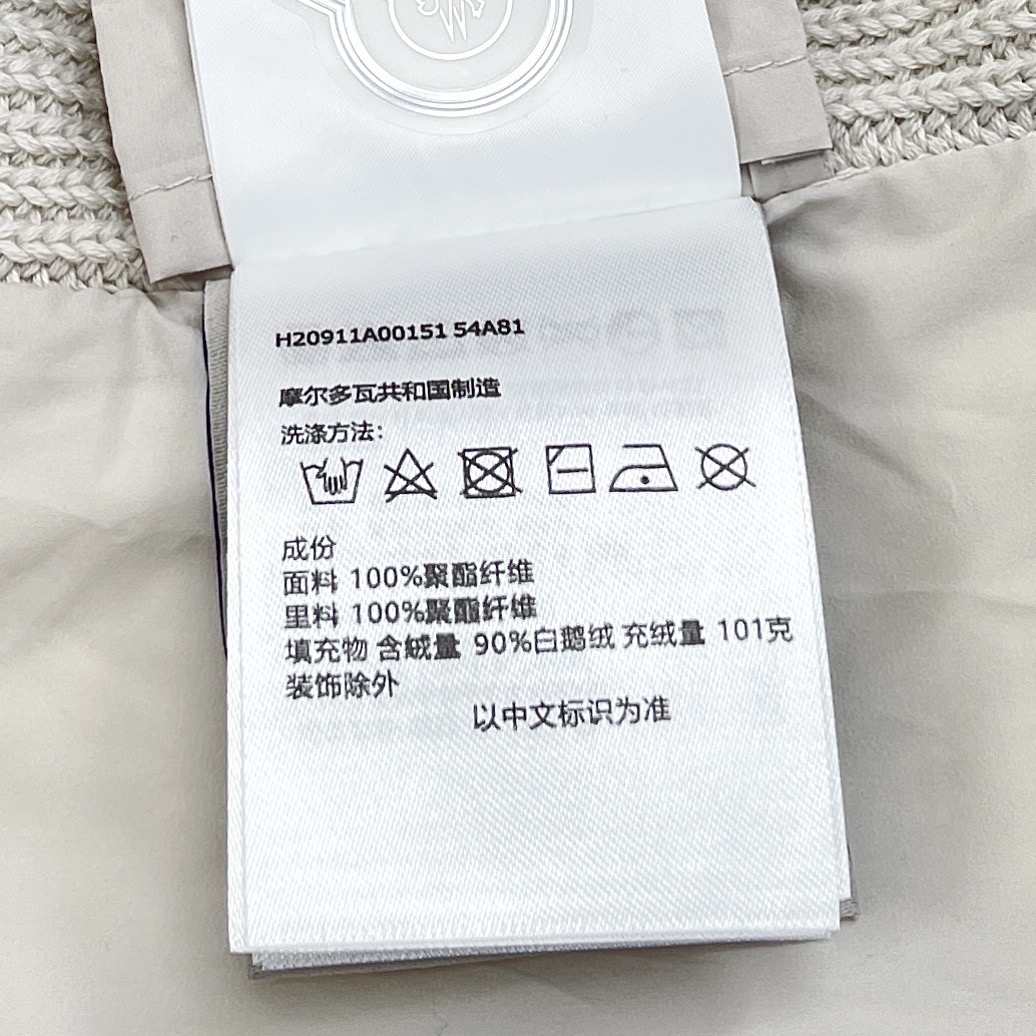 H20911A00151 54A81
摩尔多瓦共和国制造
洗涤方法:
成份
面料 100%聚酯纤维
里料 100%聚酯纤维
填充物 含絨量 90%白鹅绒 充绒量 101克
装饰除外
以中文标识为准